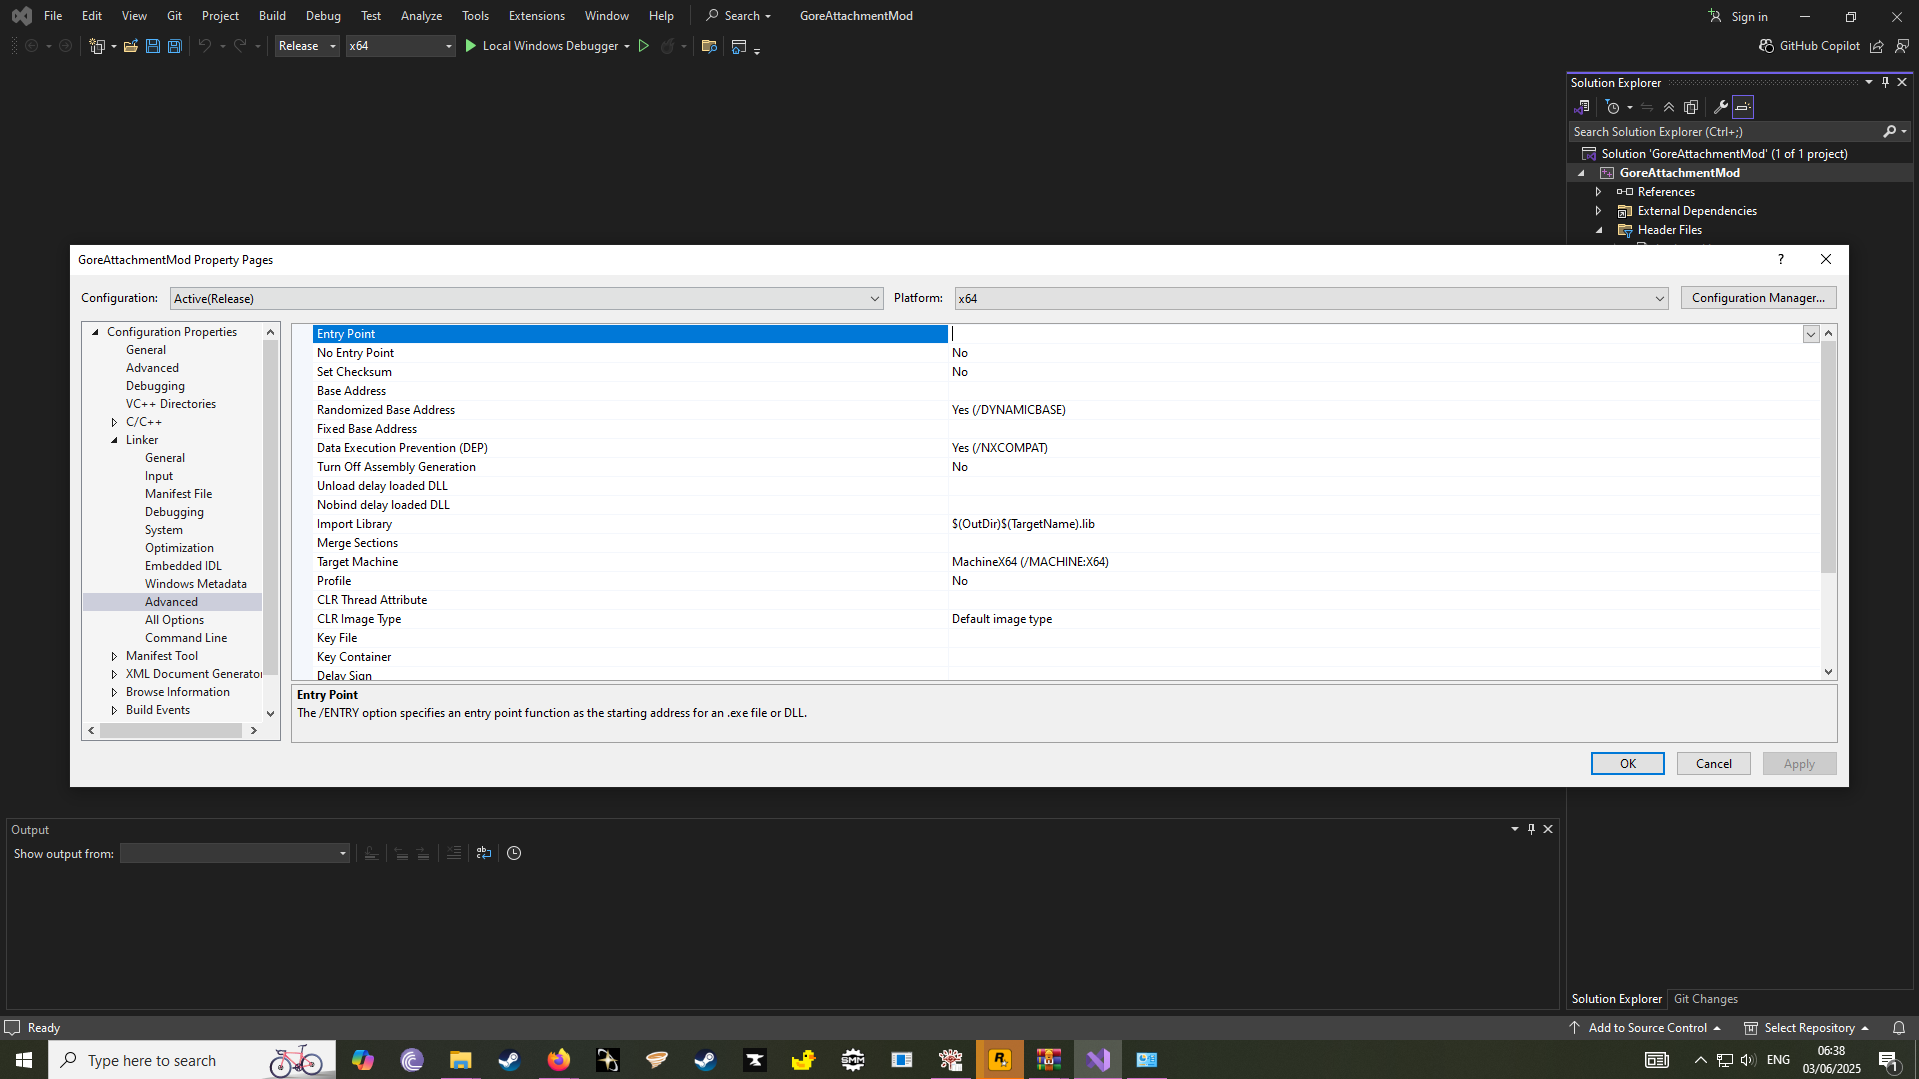 File Edit View Git Project Build Debug Test Analyze Tools Extensions Window Help Search GoreAttachmentMod Sign in
Release x64 Local Windows Debugger GitHub Copilot
Solution Explorer
Search Solution Explorer (Ctrl+;)
Solution 'GoreAttachmentMod' (1 of 1 project)
GoreAttachmentMod
References
External Dependencies
Header Files
GoreAttachmentMod Property Pages ?
Configuration: Active(Release) Platform: x64 Configuration Manager...
Configuration Properties
General
Advanced
Debugging
VC++ Directories
C/C++
Linker
General
Input
Manifest File
Debugging
System
Optimization
Embedded IDL
Windows Metadata
Advanced
All Options
Command Line
Manifest Tool
XML Document Generator
Browse Information
Build Events
Entry Point
No Entry Point No
Set Checksum No
Base Address
Randomized Base Address Yes (/DYNAMICBASE)
Fixed Base Address
Data Execution Prevention (DEP) Yes (/NXCOMPAT)
Turn Off Assembly Generation No
Unload delay loaded DLL
Nobind delay loaded DLL
Import Library $(OutDir)$(TargetName).lib
Merge Sections
Target Machine MachineX64 (/MACHINE:X64)
Profile No
CLR Thread Attribute
CLR Image Type Default image type
Key File
Key Container
Delay Sign
Entry Point
The /ENTRY option specifies an entry point function as the starting address for an .exe file or DLL.
OK Cancel Apply
Output
Show output from:
Solution Explorer Git Changes
Ready Add to Source Control Select Repository
Type here to search SMM R ENG 06:38
03/06/2025 1